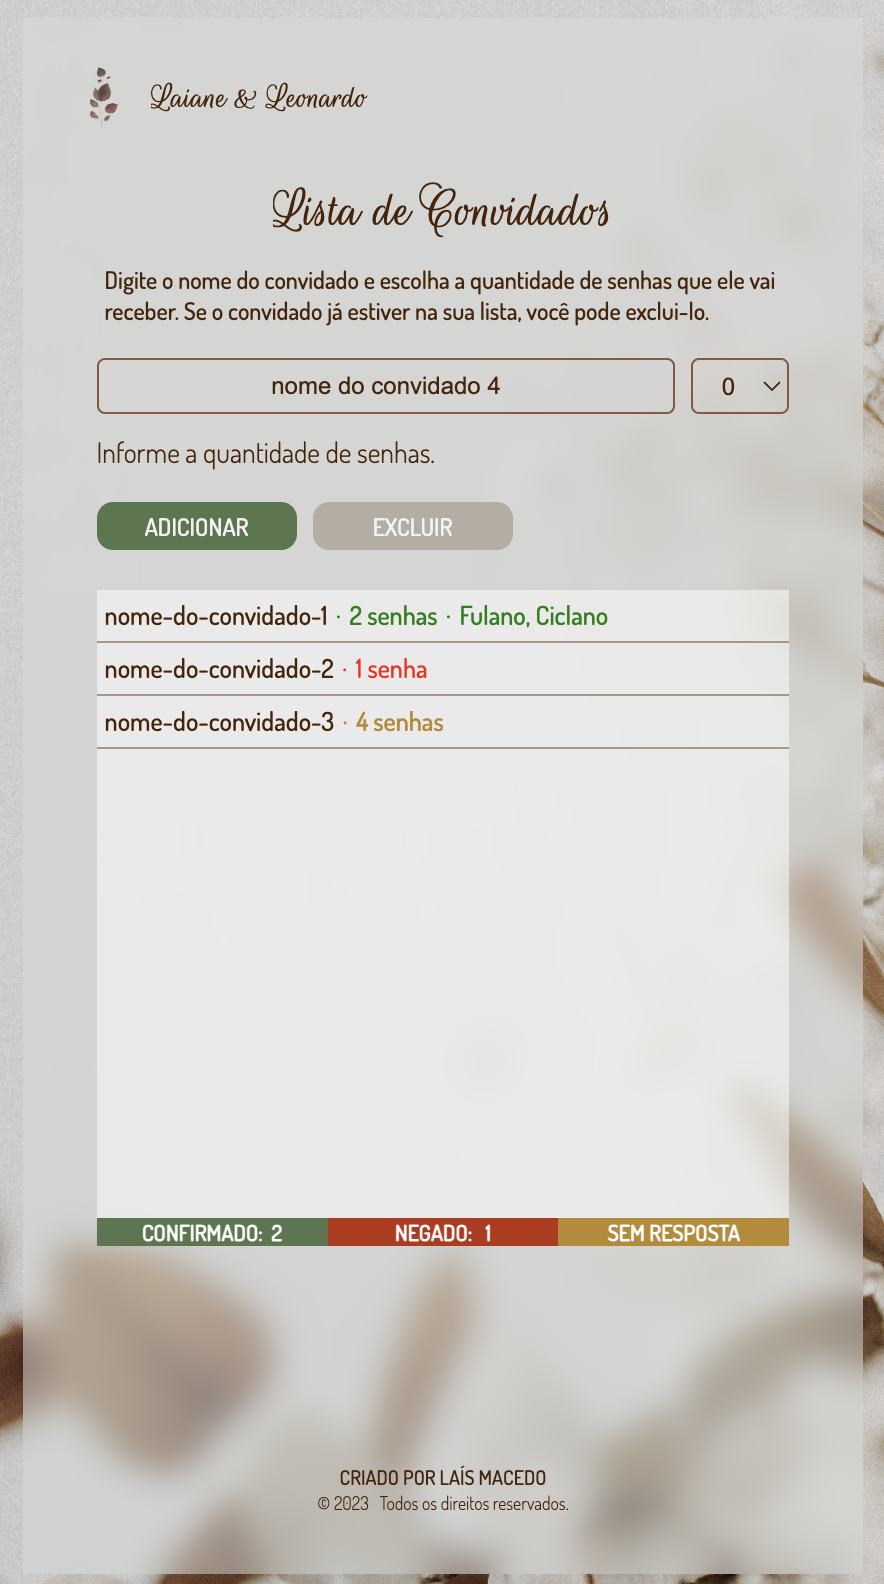 Laiane & Leonardo
Lista de Convidados
Digite o nome do convidado e escolha a quantidade de senhas que ele vai
receber. Se o convidado já estiver na sua lista, você pode exclui-lo.
nome do convidado 4 0
Informe a quantidade de senhas.
ADICIONAR EXCLUIR
nome-do-convidado-1 · 2 senhas · Fulano, Ciclano
nome-do-convidado-2 · 1 senha
nome-do-convidado-3 · 4 senhas
CONFIRMADO: 2 NEGADO: 1 SEM RESPOSTA
CRIADO POR LAÍS MACEDO
© 2023 Todos os direitos reservados.